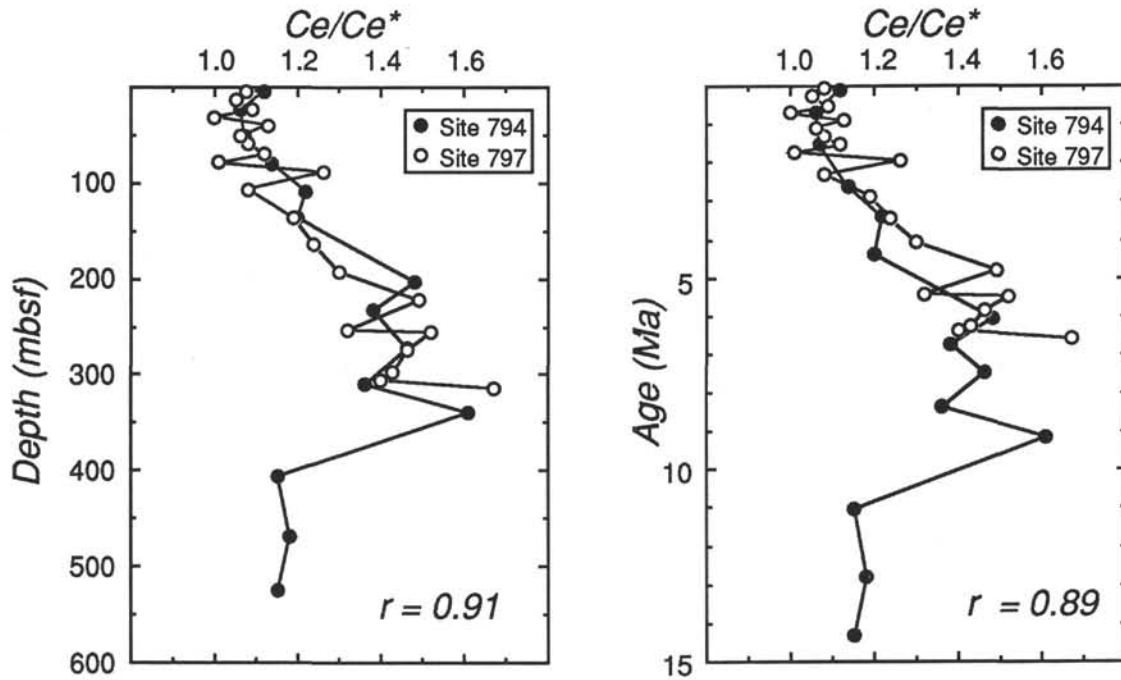 Ce/Ce*
1.0 1.2 1.4 1.6
Site 794
Site 797
100
200
300
400
500
600
Depth (mbsf)
r = 0.91
Ce/Ce*
1.0 1.2 1.4 1.6
Site 794
Site 797
5
10
15
Age (Ma)
r = 0.89